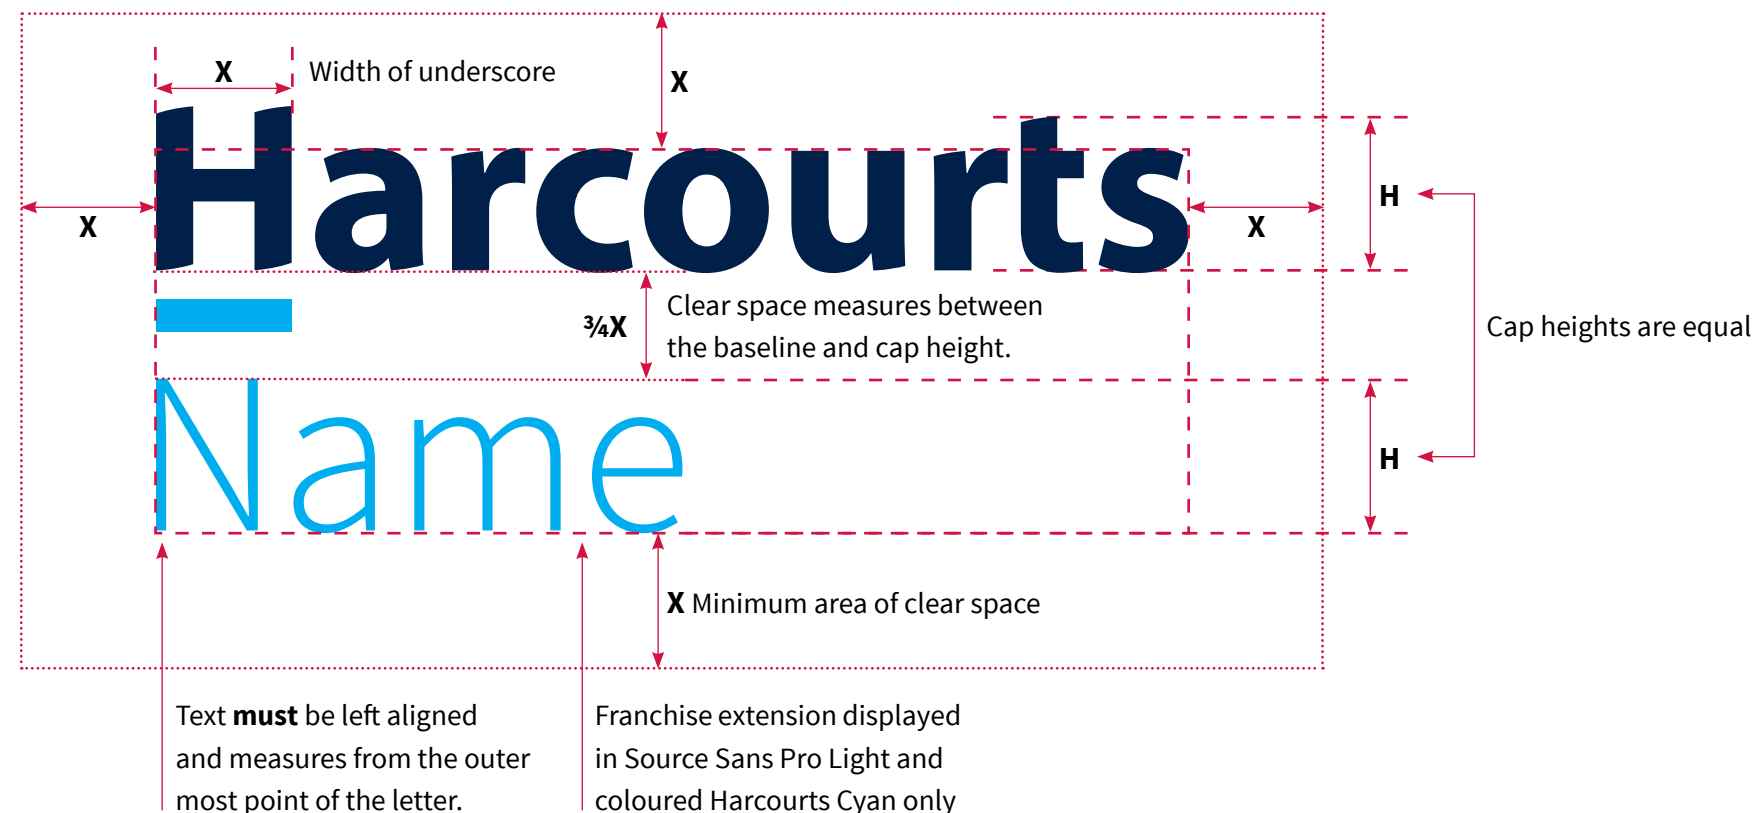 X Width of underscore
X
Harcourts
H
X
X
¾X
Clear space measures between
the baseline and cap height.
Cap heights are equal
Name
H
X Minimum area of clear space
Text must be left aligned
and measures from the outer
most point of the letter.
Franchise extension displayed
in Source Sans Pro Light and
coloured Harcourts Cyan only